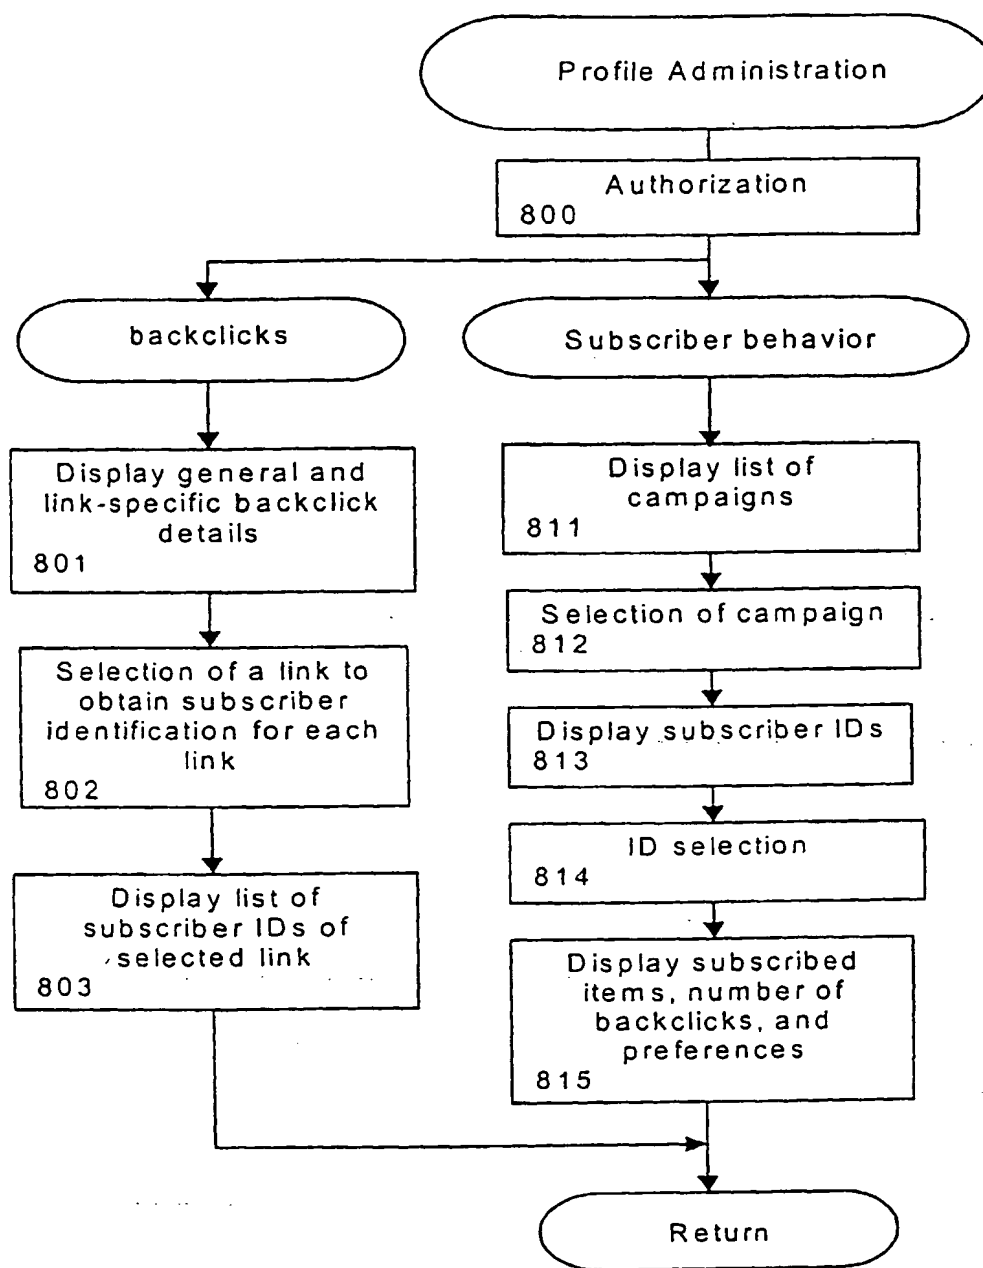 Profile Administration
Authorization
800
backclicks
Display general and
link-specific backclick
details
801
Selection of a link to
obtain subscriber
identification for each
link
802
Display list of
subscriber IDs of
selected link
803
Subscriber behavior
Display list of
campaigns
811
Selection of campaign
812
Display subscriber IDs
813
ID selection
814
Display subscribed
items, number of
backclicks, and
preferences
815
Return